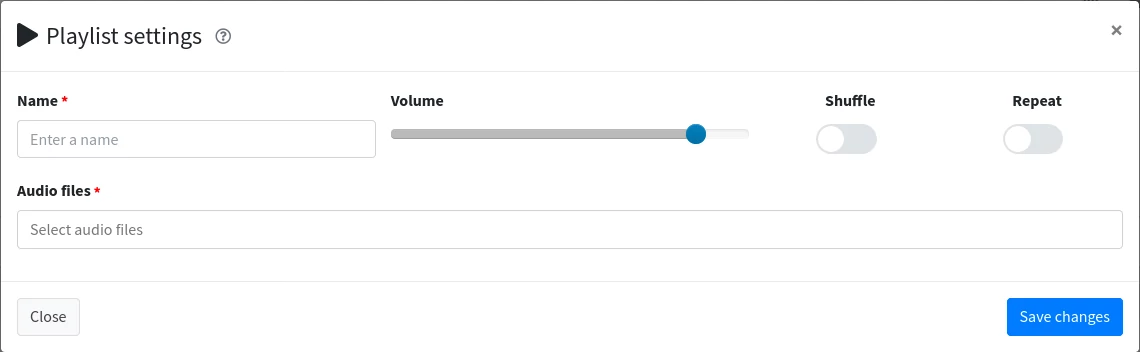 Playlist settings
×
Name *
Volume
Shuffle
Repeat
Enter a name
Audio files *
Select audio files
Close
Save changes